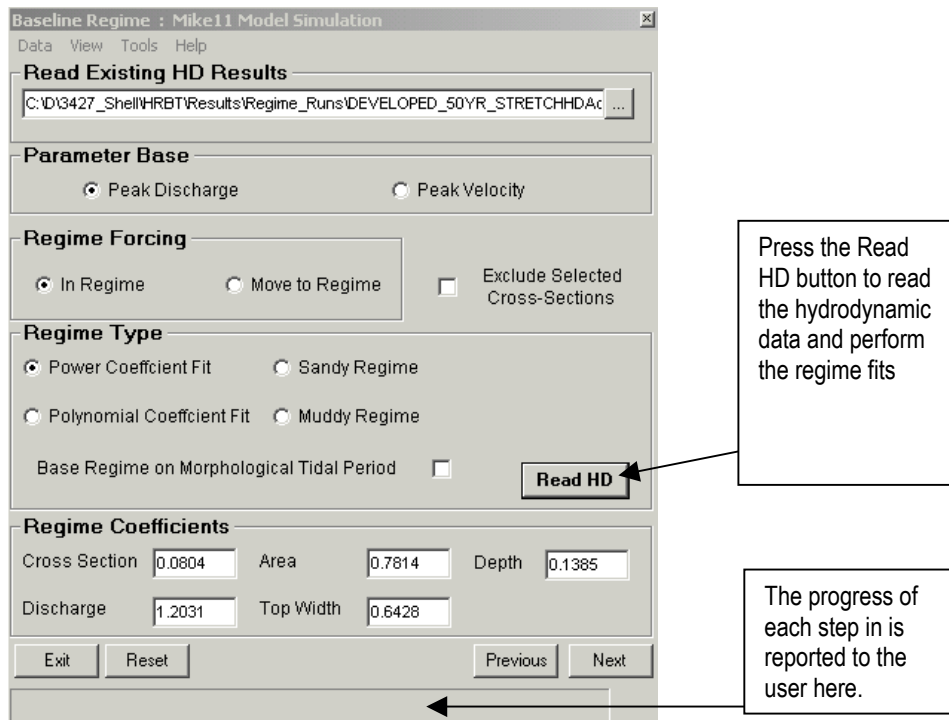 Baseline Regime : Mike11 Model Simulation
Data View Tools Help
Read Existing HD Results
C:\D\3427_Shell\HRBT\Results\Regime_Runs\DEVELOPED_50YR_STRETCHHDAc ...
Parameter Base
Peak Discharge Peak Velocity
Regime Forcing
In Regime Move to Regime
Exclude Selected
Cross-Sections
Regime Type
Power Coeffcient Fit Sandy Regime
Polynomial Coeffcient Fit Muddy Regime
Base Regime on Morphological Tidal Period
Read HD
Regime Coefficients
Cross Section 0.0804 Area 0.7814 Depth 0.1385
Discharge 1.2031 Top Width 0.6428
Exit Reset Previous Next
Press the Read
HD button to read
the hydrodynamic
data and perform
the regime fits
The progress of
each step in is
reported to the
user here.